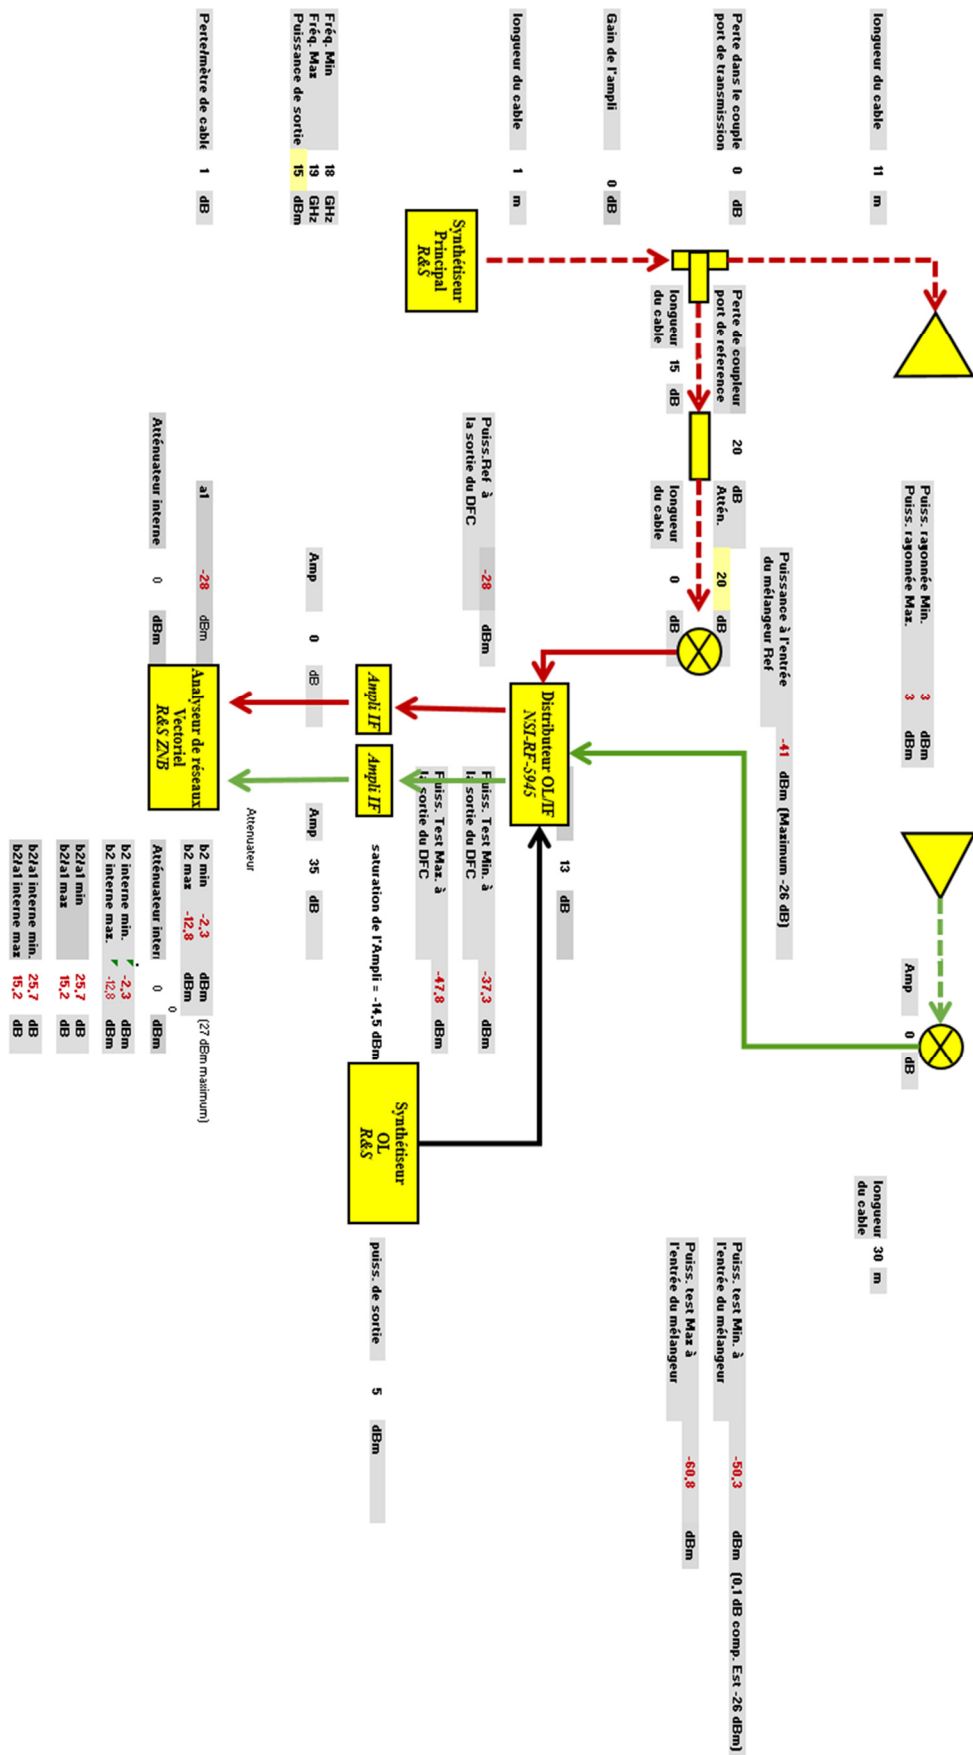 longueur du cable 30 m
Puiss. rayonnée Min. 3 dBm
Puiss. rayonnée Max. 3 dBm
Amp 0 dB
longueur du cable 11 m
Puissance à l'entrée
du mélangeur Ref -41 dBm (Maximum -26 dB)
Perte dans le couple
port de transmission 0 dB
Perte de coupleur
port de reference 20 dB
Attén. 20 dB
longueur
du cable 15 dB
longueur
du cable 0 dB
Puiss. test Min. à
l'entrée du mélangeur -50,3 dBm (0,1 dB comp. Est -26 dBm)
Puiss. test Max à
l'entrée du mélangeur -60,8 dBm
Gain de l'ampli 0 dB
13 dB
longueur du cable 1 m
Distributeur OL/IF
NSI-RF-5945
Synthétiseur
Principal
R&S
Puiss.Ref à
la sortie du DFC -28 dBm
Puiss. Test Min. à
la sortie du DFC -37,3 dBm
Puiss. Test Max. à
la sortie du DFC -47,8 dBm
Ampli IF
Ampli IF
saturation de l'Ampli = -14,5 dBm
Synthétiseur
OL
R&S
puiss. de sortie 5 dBm
Fréq. Min 18 GHz
Fréq. Max 19 GHz
Puissance de sortie 15 dBm
Amp 0 dB
Amp 35 dB
Attenuateur
Perte/mètre de cable 1 dB
a1 -28 dBm
Analyseur de réseaux
Vectoriel
R&S ZNB
Atténuateur interne 0 dBm
b2 min -2,3 dBm (27 dBm maximum)
b2 max -12,8 dBm
0
Atténuateur intern 0 dBm
b2 interne min. -2,3 dBm
b2 interne max. -12,8 dBm
b2/a1 min 25,7 dB
b2/a1 max 15,2 dB
b2/a1 interne min. 25,7 dB
b2/a1 interne max 15,2 dB